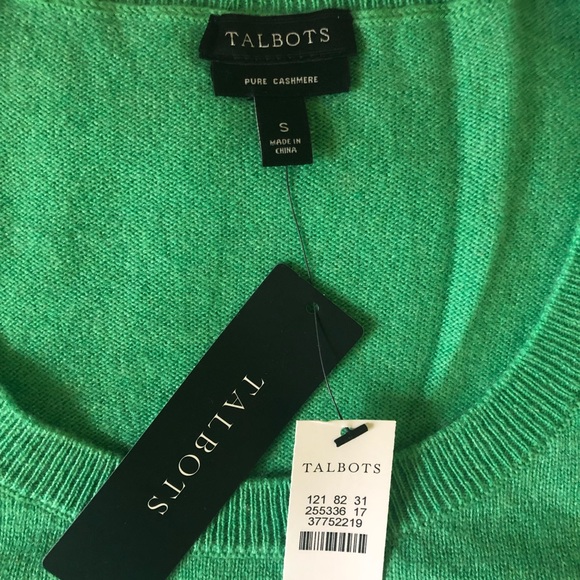 TALBOTS
PURE CASHMERE
S
MADE IN
CHINA
TALBOTS
TALBOTS
121 82 31
255336 17
37752219